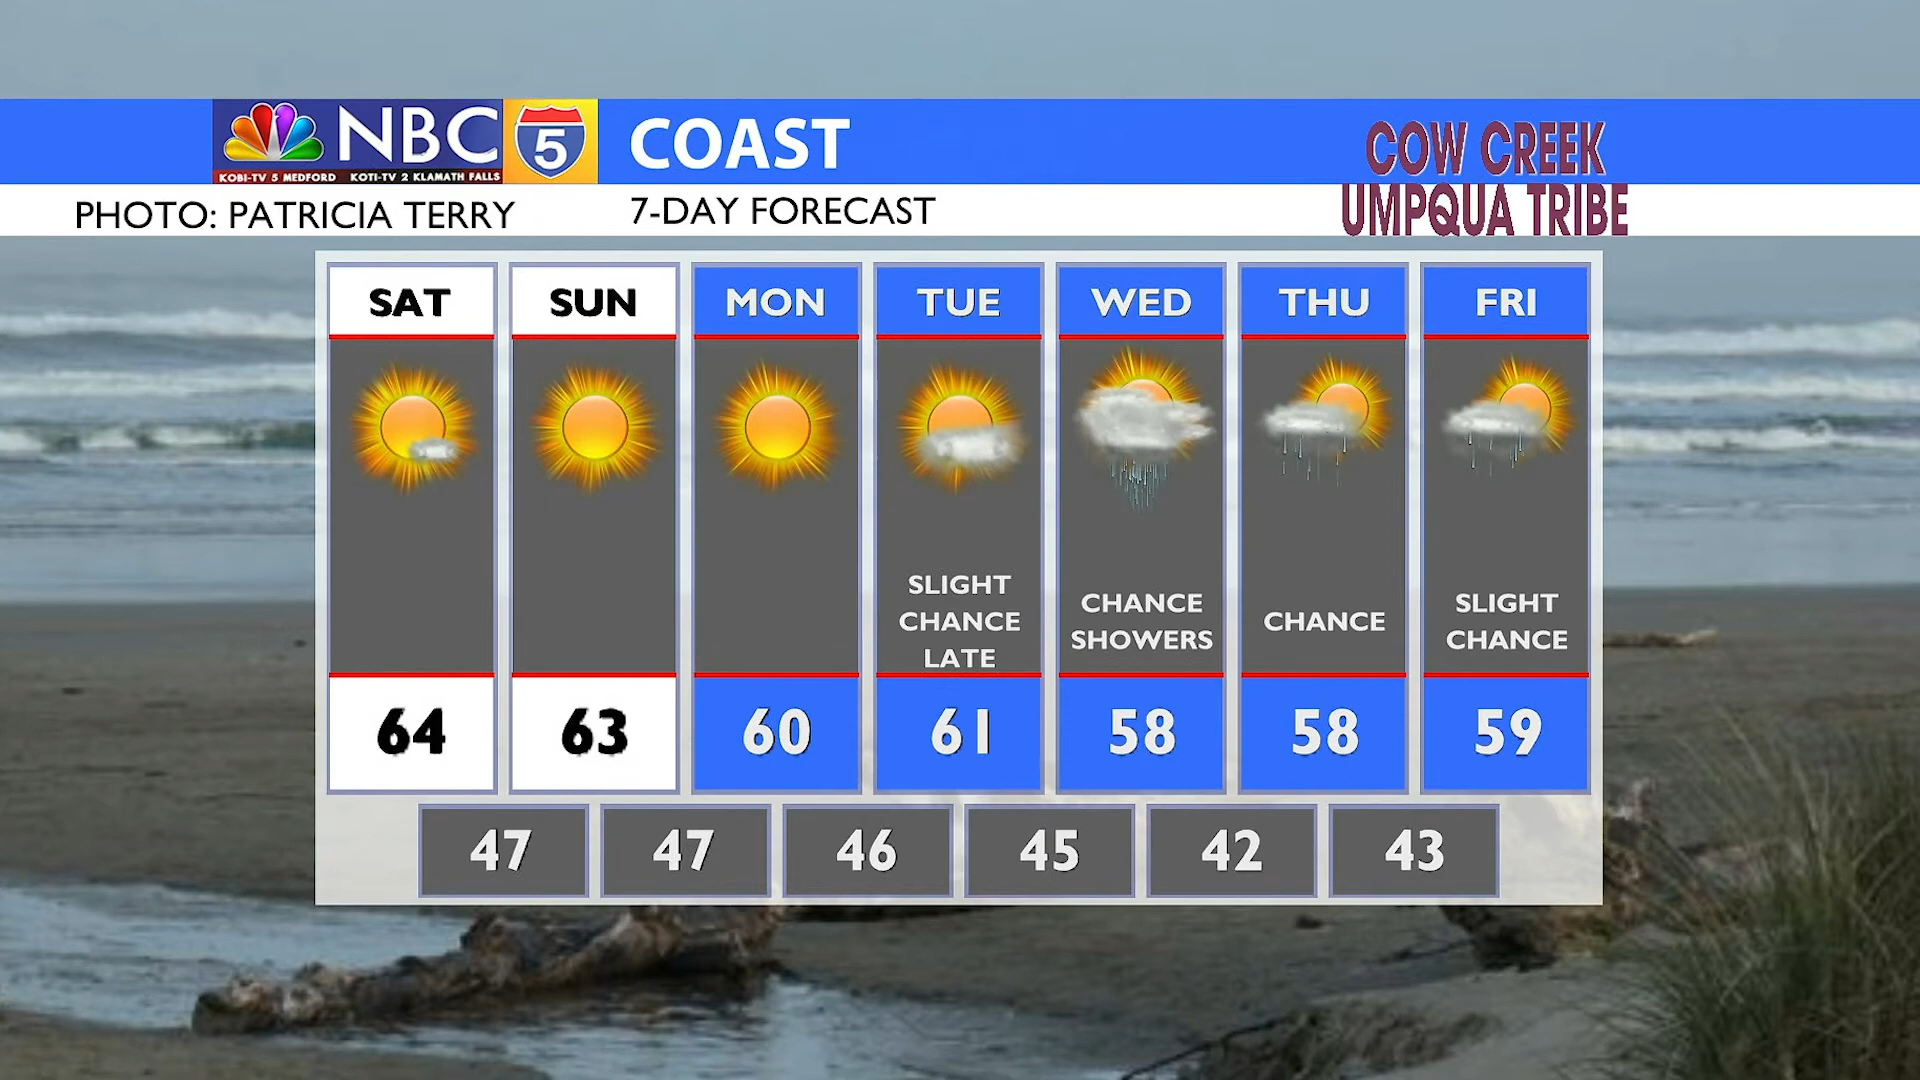 NBC 5
KOBI-TV 5 MEDFORD KOTI-TV 2 KLAMATH FALLS
COAST
COW CREEK
UMPQUA TRIBE
PHOTO: PATRICIA TERRY
7-DAY FORECAST
SAT SUN MON TUE WED THU FRI
SLIGHT
CHANCE
LATE
CHANCE
SHOWERS
CHANCE
SLIGHT
CHANCE
64 63 60 61 58 58 59
47 47 46 45 42 43